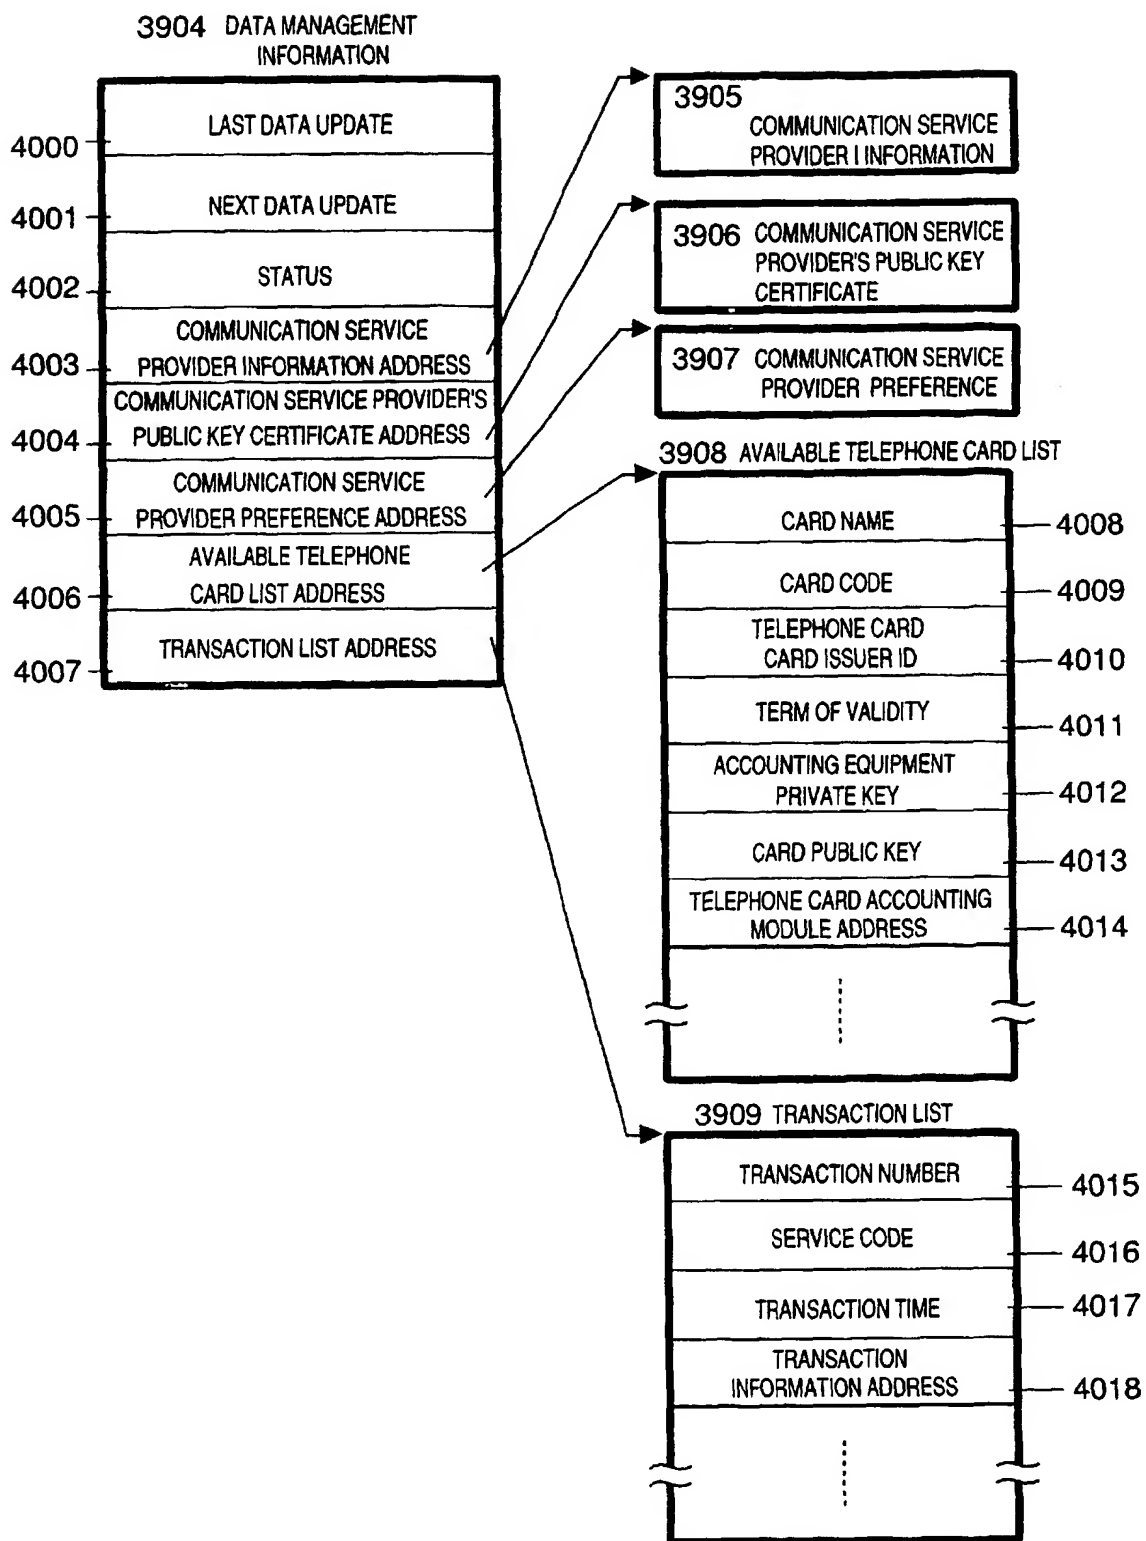 3904 DATA MANAGEMENT
INFORMATION
LAST DATA UPDATE
4000
NEXT DATA UPDATE
4001
STATUS
4002
COMMUNICATION SERVICE
PROVIDER INFORMATION ADDRESS
4003
COMMUNICATION SERVICE PROVIDER'S
PUBLIC KEY CERTIFICATE ADDRESS
4004
COMMUNICATION SERVICE
PROVIDER PREFERENCE ADDRESS
4005
AVAILABLE TELEPHONE
CARD LIST ADDRESS
4006
TRANSACTION LIST ADDRESS
4007
3905
COMMUNICATION SERVICE
PROVIDER I INFORMATION
3906 COMMUNICATION SERVICE
PROVIDER'S PUBLIC KEY
CERTIFICATE
3907 COMMUNICATION SERVICE
PROVIDER PREFERENCE
3908 AVAILABLE TELEPHONE CARD LIST
CARD NAME
4008
CARD CODE
4009
TELEPHONE CARD
CARD ISSUER ID
4010
TERM OF VALIDITY
4011
ACCOUNTING EQUIPMENT
PRIVATE KEY
4012
CARD PUBLIC KEY
4013
TELEPHONE CARD ACCOUNTING
MODULE ADDRESS
4014
3909 TRANSACTION LIST
TRANSACTION NUMBER
4015
SERVICE CODE
4016
TRANSACTION TIME
4017
TRANSACTION
INFORMATION ADDRESS
4018